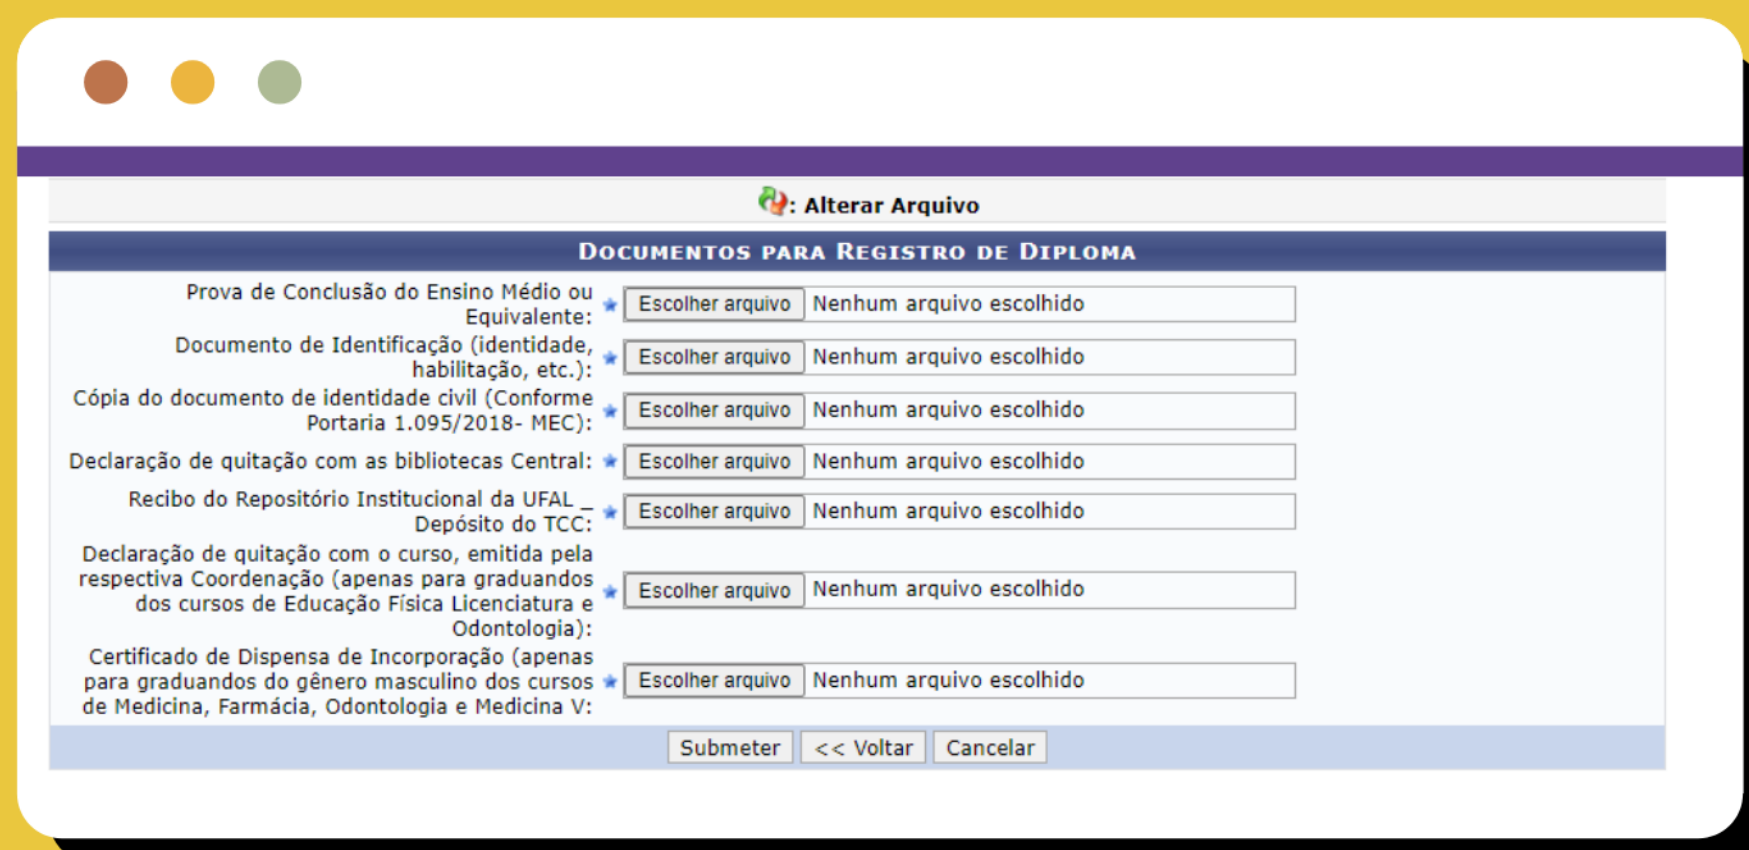 : Alterar Arquivo
Documentos para Registro de Diploma
Prova de Conclusão do Ensino Médio ou
Equivalente:
Escolher arquivo Nenhum arquivo escolhido
Documento de Identificação (identidade,
habilitação, etc.):
Escolher arquivo Nenhum arquivo escolhido
Cópia do documento de identidade civil (Conforme
Portaria 1.095/2018- MEC):
Escolher arquivo Nenhum arquivo escolhido
Declaração de quitação com as bibliotecas Central:
Escolher arquivo Nenhum arquivo escolhido
Recibo do Repositório Institucional da UFAL _
Depósito do TCC:
Escolher arquivo Nenhum arquivo escolhido
Declaração de quitação com o curso, emitida pela
respectiva Coordenação (apenas para graduandos
dos cursos de Educação Física Licenciatura e
Odontologia):
Escolher arquivo Nenhum arquivo escolhido
Certificado de Dispensa de Incorporação (apenas
para graduandos do gênero masculino dos cursos
de Medicina, Farmácia, Odontologia e Medicina V:
Escolher arquivo Nenhum arquivo escolhido
Submeter << Voltar Cancelar